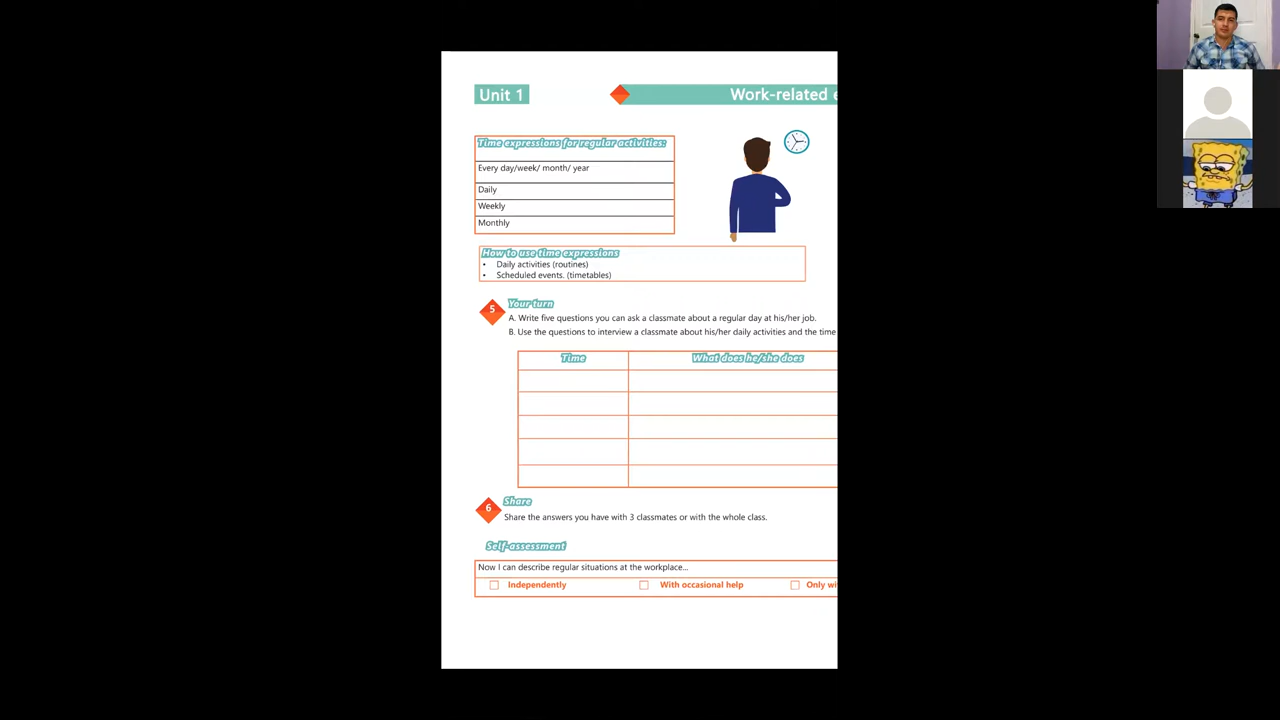 Unit 1
Work-related e
Time expressions for regular activities:
Every day/week/ month/ year
Daily
Weekly
Monthly
How to use time expressions
• Daily activities (routines)
• Scheduled events. (timetables)
5
Your turn
A. Write five questions you can ask a classmate about a regular day at his/her job.
B. Use the questions to interview a classmate about his/her daily activities and the time
Time
What does he/she does
6
Share
Share the answers you have with 3 classmates or with the whole class.
Self-assessment
Now I can describe regular situations at the workplace...
Independently
With occasional help
Only wi